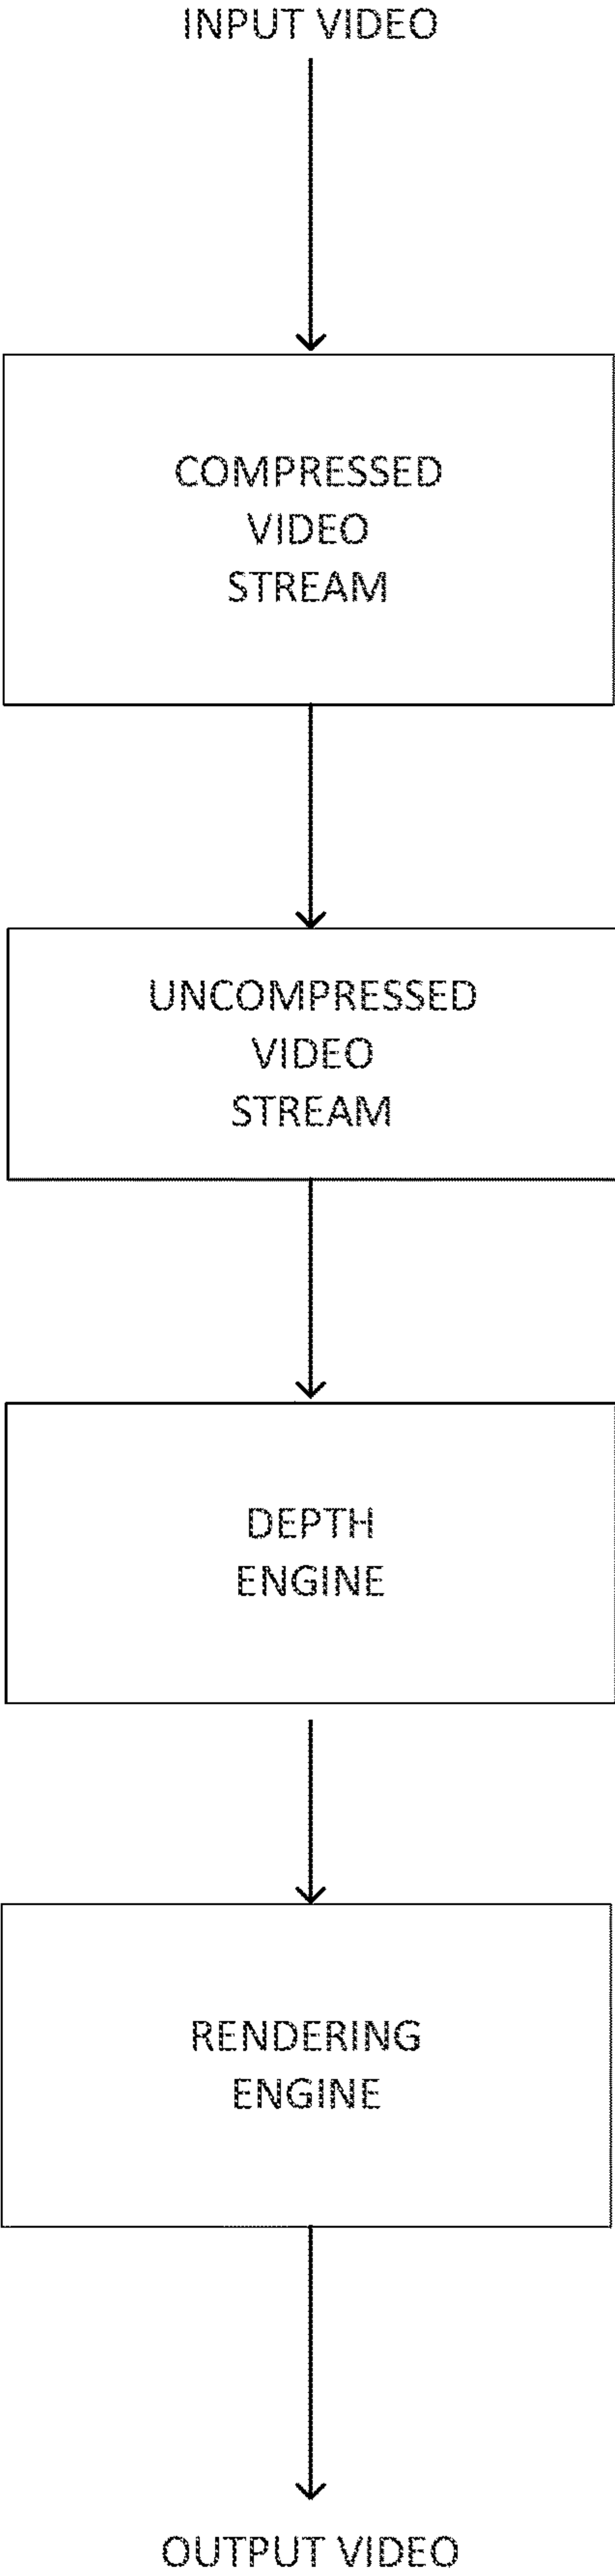 INPUT VIDEO
COMPRESSED
VIDEO
STREAM
UNCOMPRESSED
VIDEO
STREAM
DEPTH
ENGINE
RENDERING
ENGINE
OUTPUT VIDEO